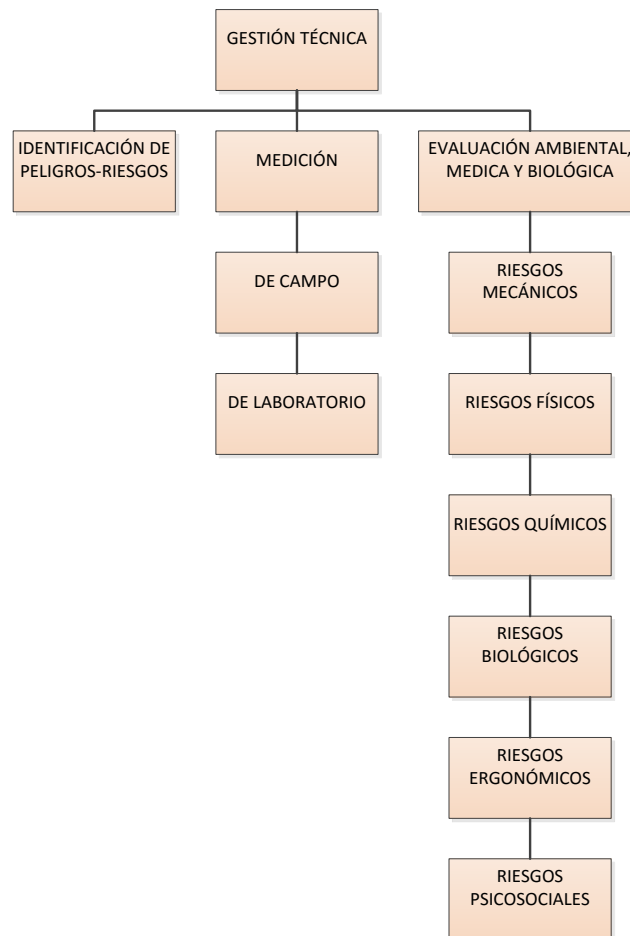 GESTIÓN TÉCNICA
IDENTIFICACIÓN DE
PELIGROS-RIESGOS
MEDICIÓN
EVALUACIÓN AMBIENTAL,
MEDICA Y BIOLÓGICA
DE CAMPO
RIESGOS
MECÁNICOS
DE LABORATORIO
RIESGOS FÍSICOS
RIESGOS QUÍMICOS
RIESGOS
BIOLÓGICOS
RIESGOS
ERGONÓMICOS
RIESGOS
PSICOSOCIALES